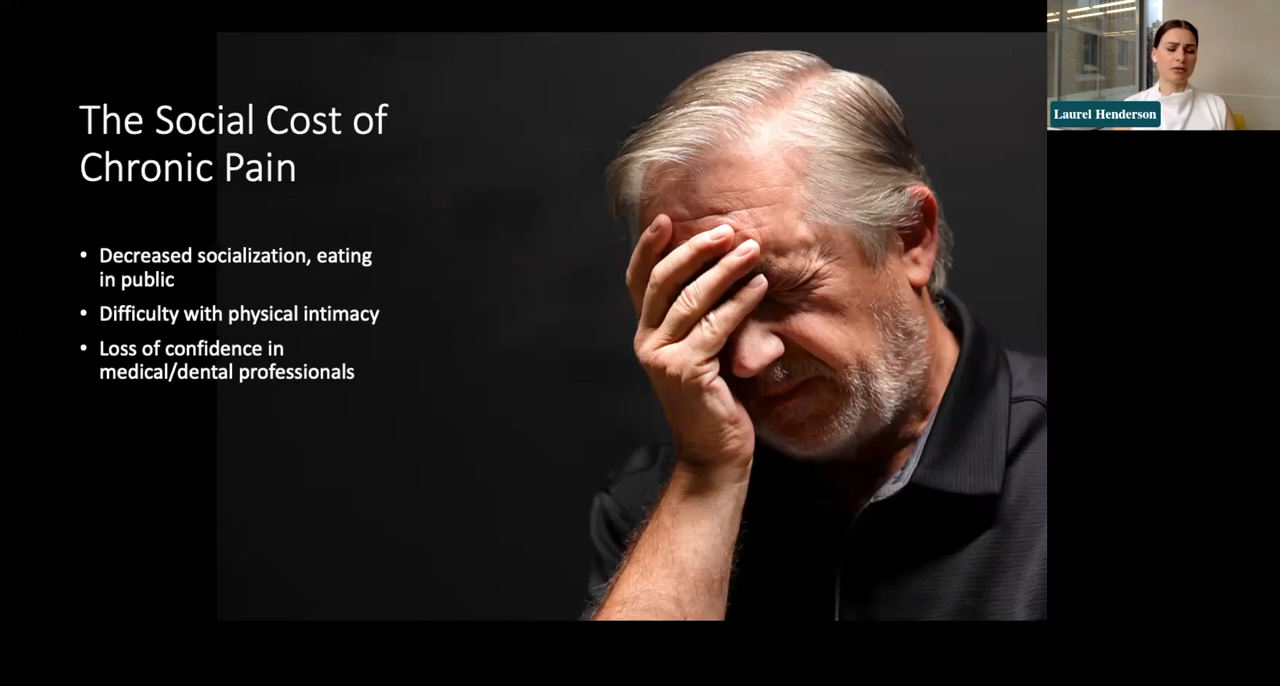 The Social Cost of
Chronic Pain
• Decreased socialization, eating
in public
• Difficulty with physical intimacy
• Loss of confidence in
medical/dental professionals
Laurel Henderson